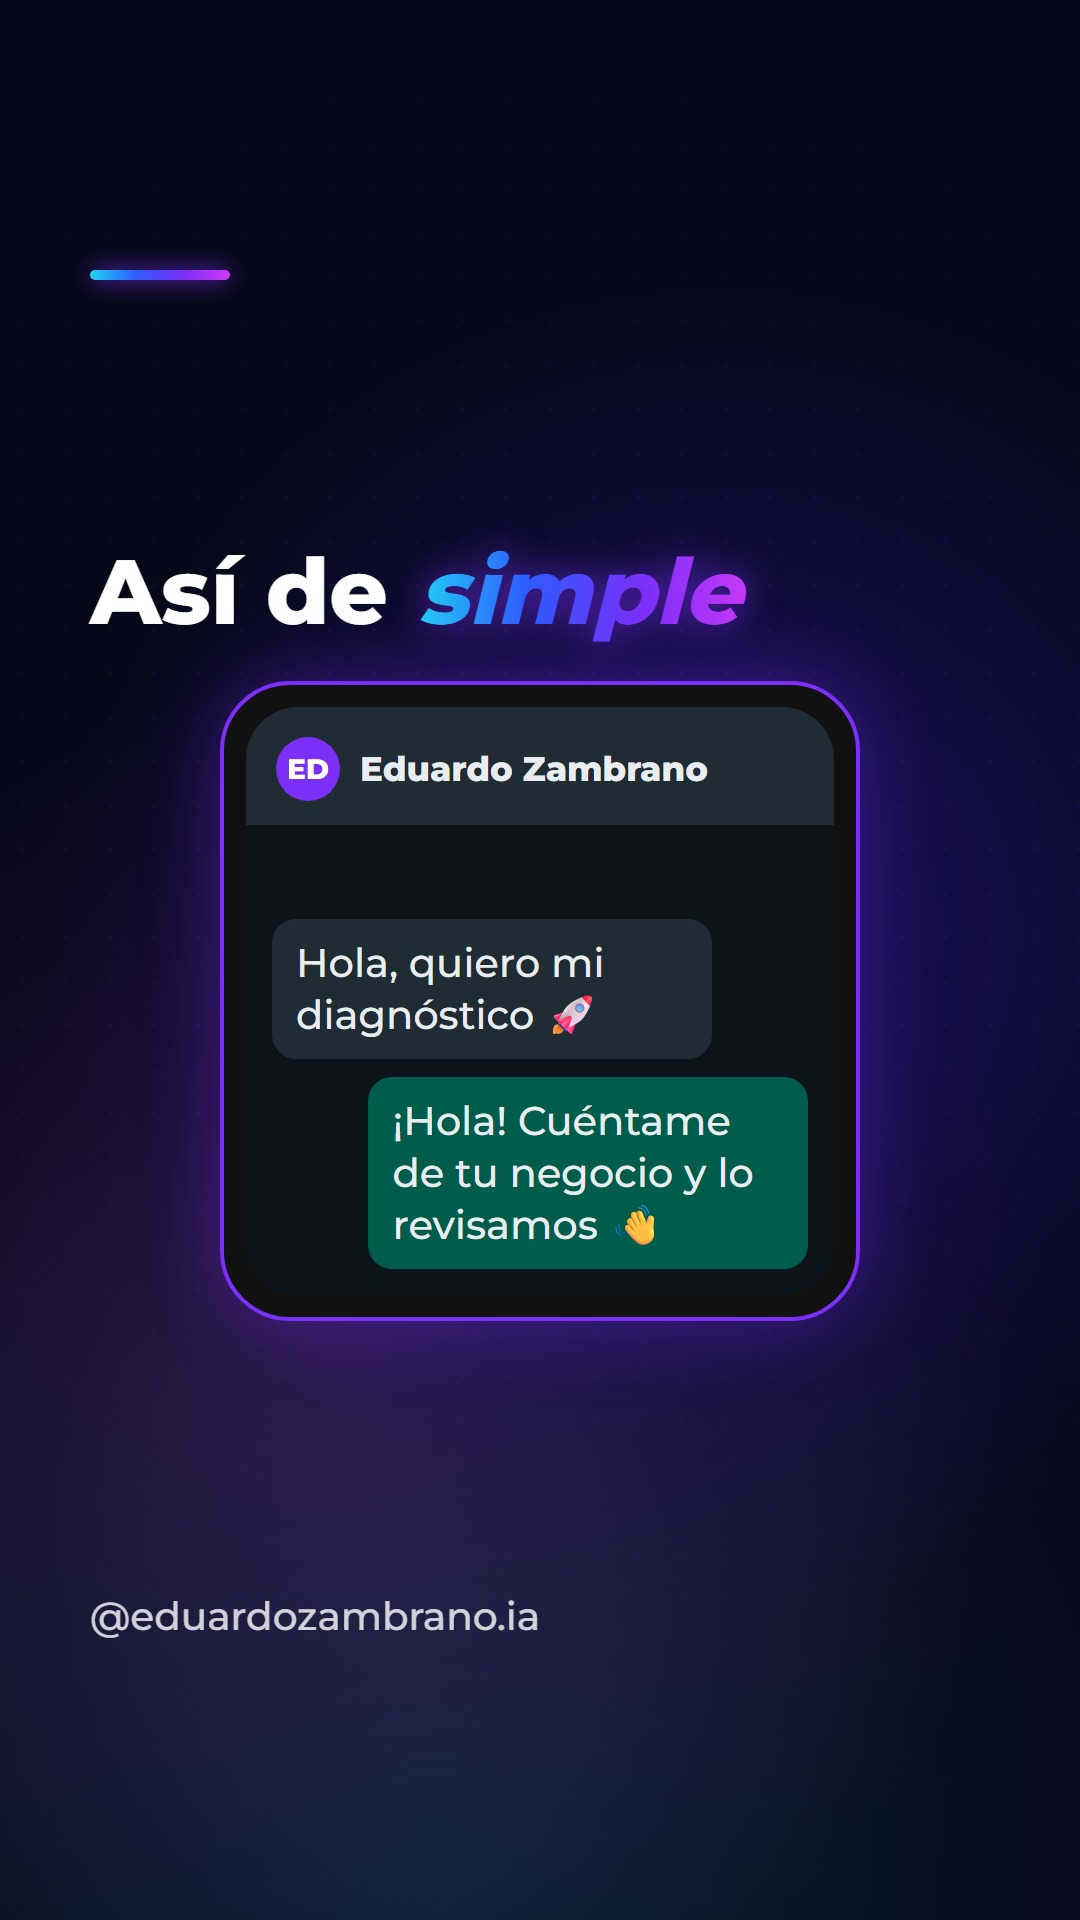 Así de simple
ED Eduardo Zambrano
Hola, quiero mi
diagnóstico 🚀
¡Hola! Cuéntame
de tu negocio y lo
revisamos 👋
@eduardozambrano.ia